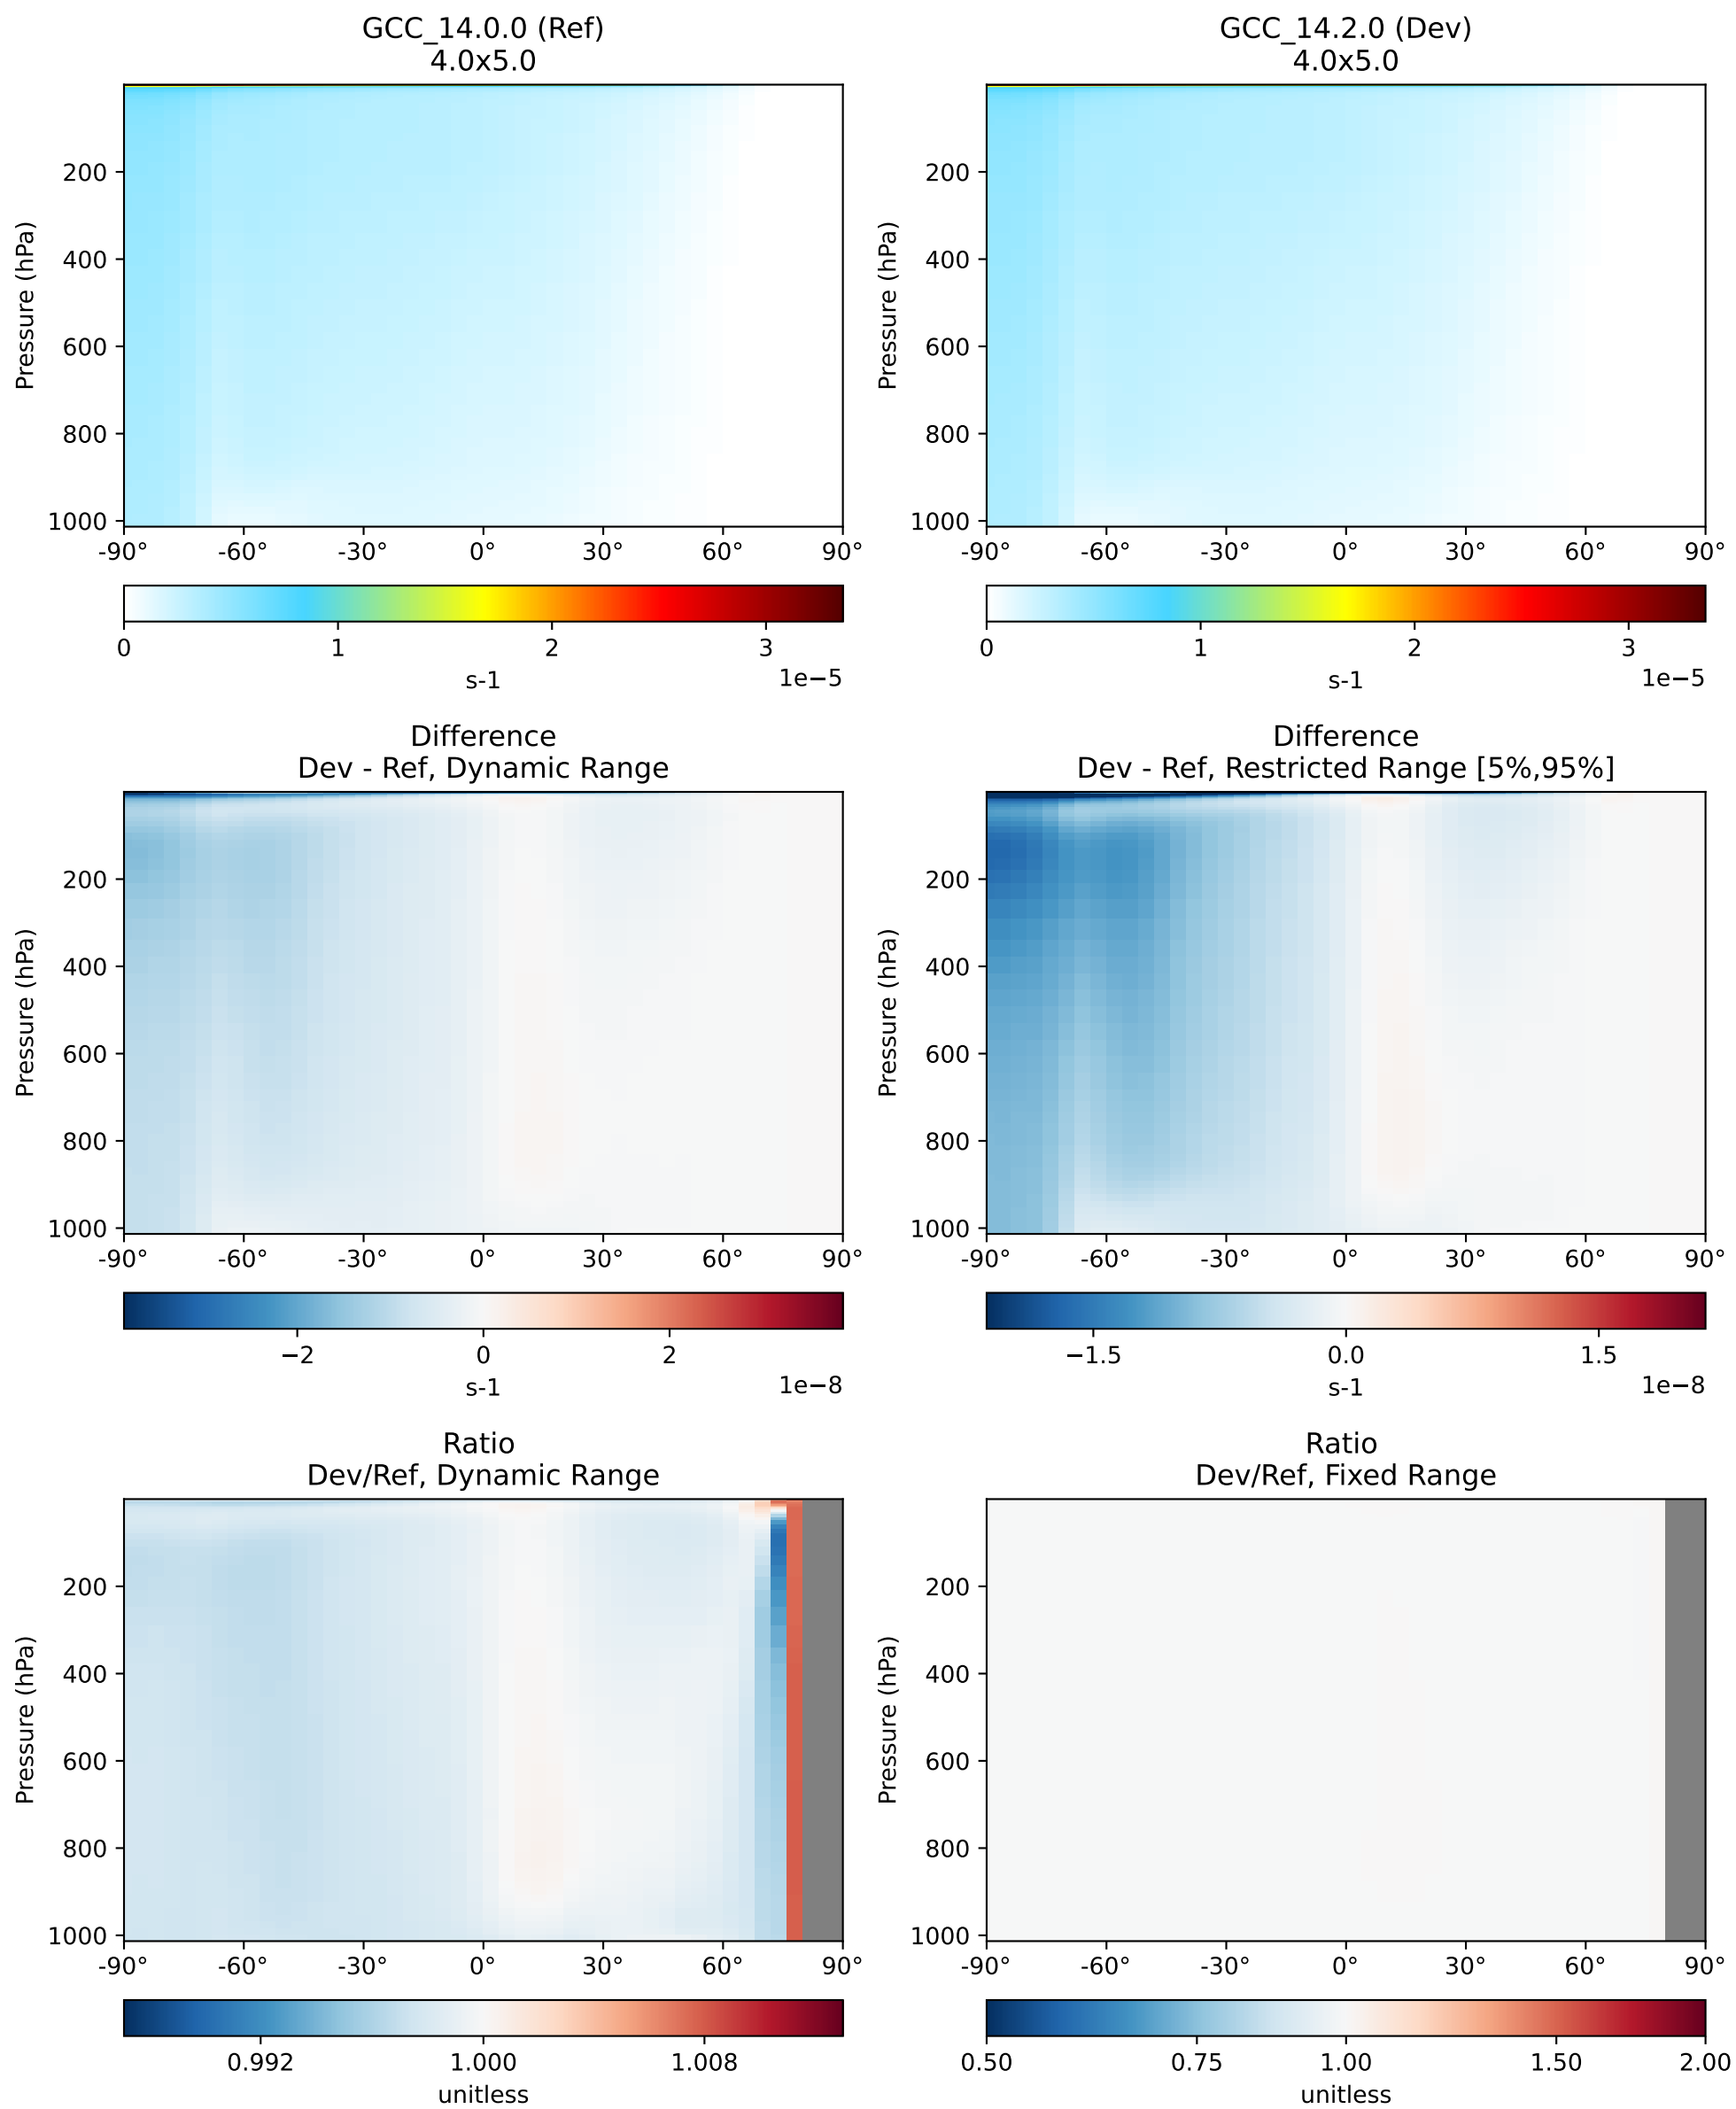 GCC_14.0.0 (Ref)
4.0x5.0
Pressure (hPa)
200
400
600
800
1000
-90° -60° -30° 0° 30° 60° 90°
0 1 2 3
s-1
1e−5
GCC_14.2.0 (Dev)
4.0x5.0
Pressure (hPa)
200
400
600
800
1000
-90° -60° -30° 0° 30° 60° 90°
0 1 2 3
s-1
1e−5
Difference
Dev - Ref, Dynamic Range
Pressure (hPa)
200
400
600
800
1000
-90° -60° -30° 0° 30° 60° 90°
−2 0 2
s-1
1e−8
Difference
Dev - Ref, Restricted Range [5%,95%]
Pressure (hPa)
200
400
600
800
1000
-90° -60° -30° 0° 30° 60° 90°
−1.5 0.0 1.5
s-1
1e−8
Ratio
Dev/Ref, Dynamic Range
Pressure (hPa)
200
400
600
800
1000
-90° -60° -30° 0° 30° 60° 90°
0.992 1.000 1.008
unitless
Ratio
Dev/Ref, Fixed Range
Pressure (hPa)
200
400
600
800
1000
-90° -60° -30° 0° 30° 60° 90°
0.50 0.75 1.00 1.50 2.00
unitless